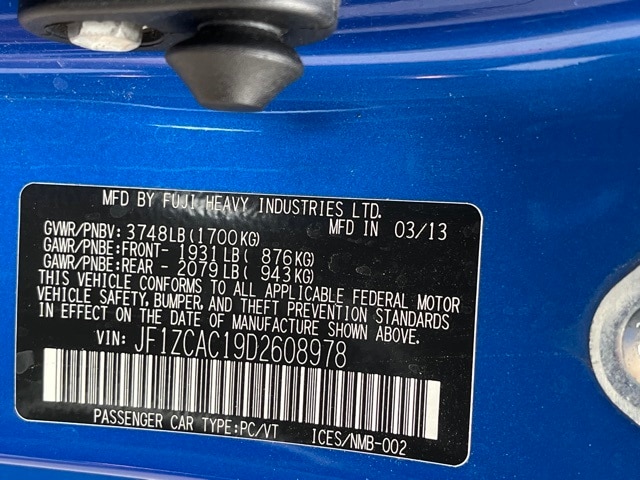 MFD BY FUJI HEAVY INDUSTRIES LTD.
GVWR/PNBV: 3748LB(1700KG) MFD IN 03/13
GAWR/PNBE:FRONT- 1931LB( 876KG)
GAWR/PNBE:REAR - 2079LB( 943KG)
THIS VEHICLE CONFORMS TO ALL APPLICABLE FEDERAL MOTOR
VEHICLE SAFETY, BUMPER, AND THEFT PREVENTION STANDARDS
IN EFFECT ON THE DATE OF MANUFACTURE SHOWN ABOVE.
VIN: JF1ZCAC19D2608978
PASSENGER CAR TYPE:PC/VT ICES/NMB-002